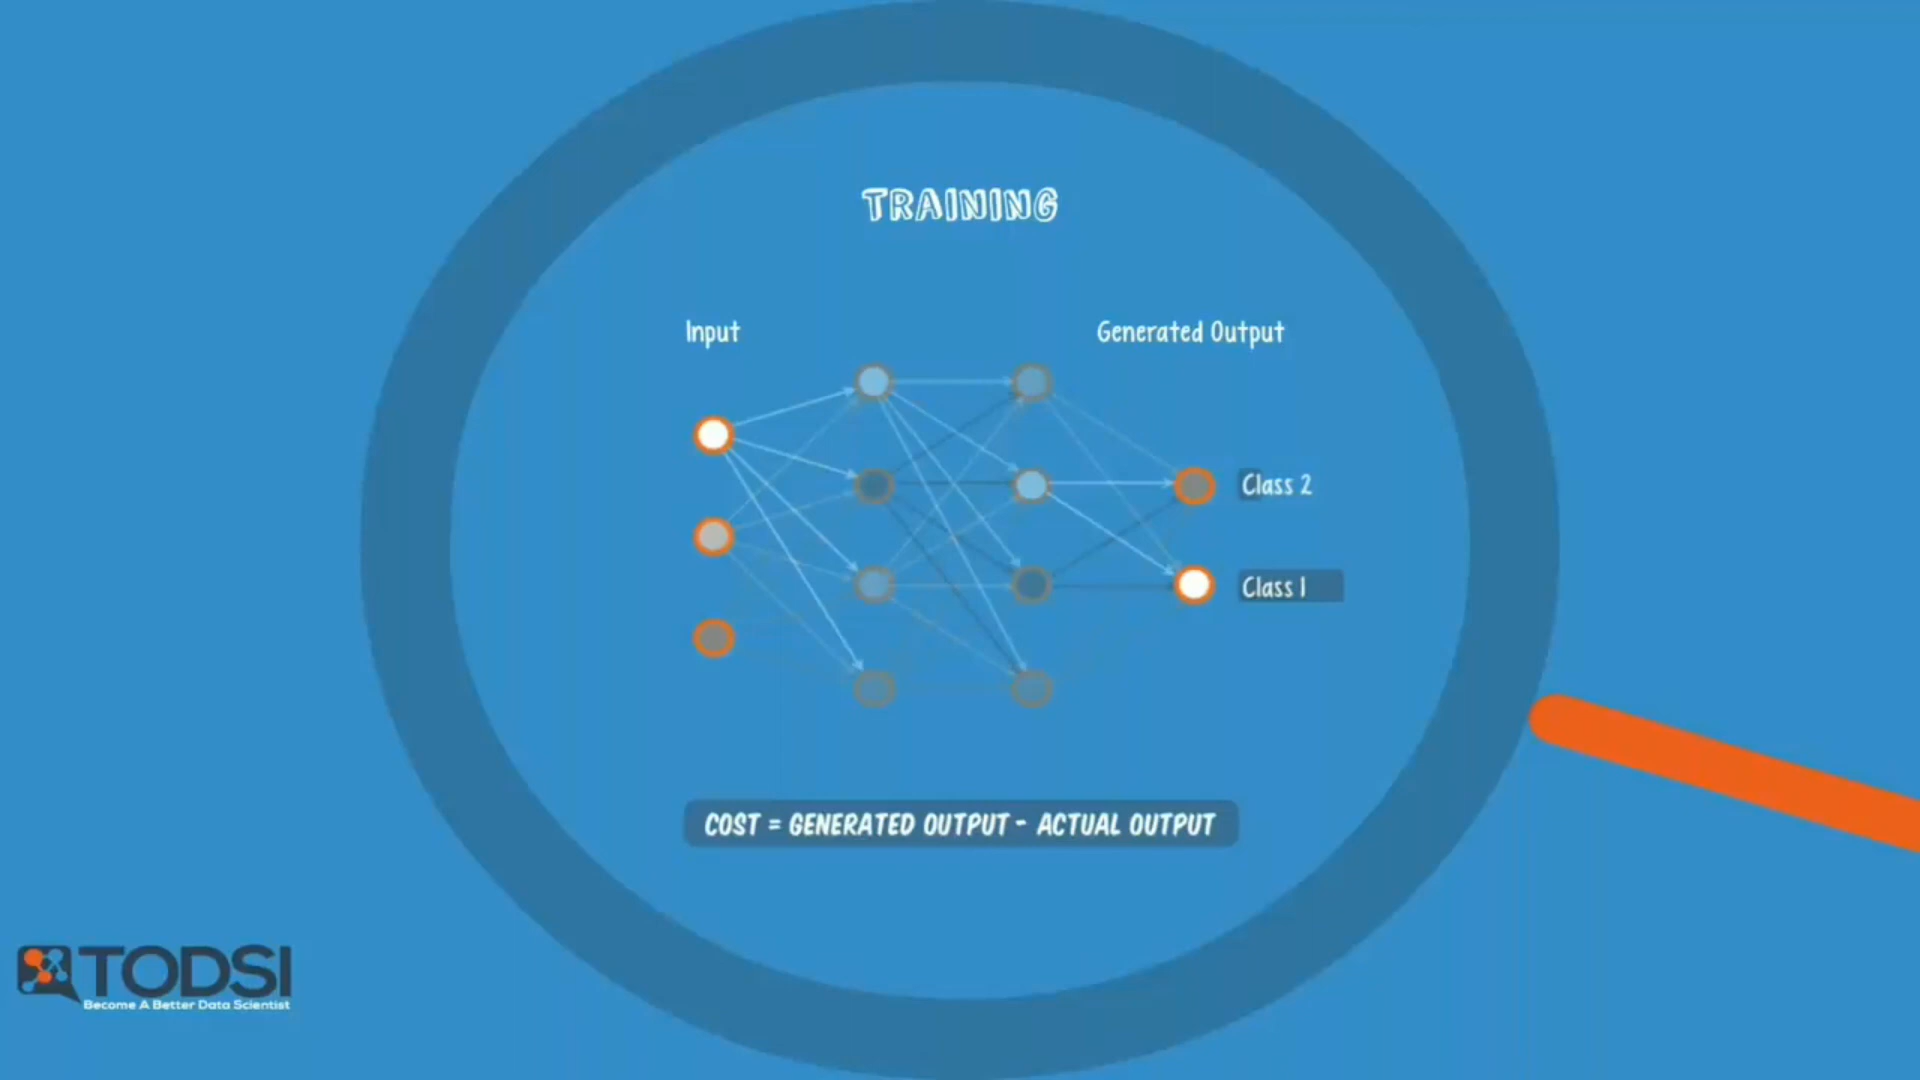 TRAINING
Input
Generated Output
Class 2
Class 1
COST = GENERATED OUTPUT - ACTUAL OUTPUT
TODSI
Become A Better Data Scientist